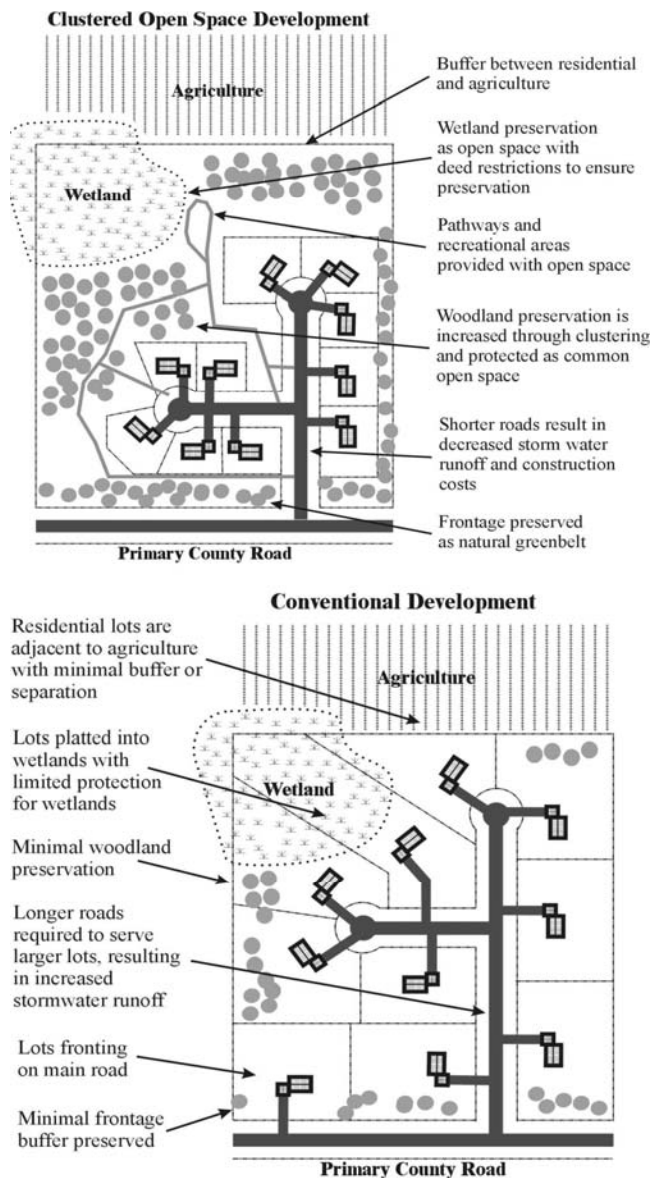 Clustered Open Space Development
Agriculture
Wetland
Buffer between residential
and agriculture
Wetland preservation
as open space with
deed restrictions to ensure
preservation
Pathways and
recreational areas
provided with open space
Woodland preservation is
increased through clustering
and protected as common
open space
Shorter roads result in
decreased storm water
runoff and construction
costs
Frontage preserved
as natural greenbelt
Primary County Road
Conventional Development
Residential lots are
adjacent to agriculture
with minimal buffer or
separation
Lots platted into
wetlands with
limited protection
for wetlands
Minimal woodland
preservation
Longer roads
required to serve
larger lots, resulting
in increased
stormwater runoff
Lots fronting
on main road
Minimal frontage
buffer preserved
Agriculture
Wetland
Primary County Road